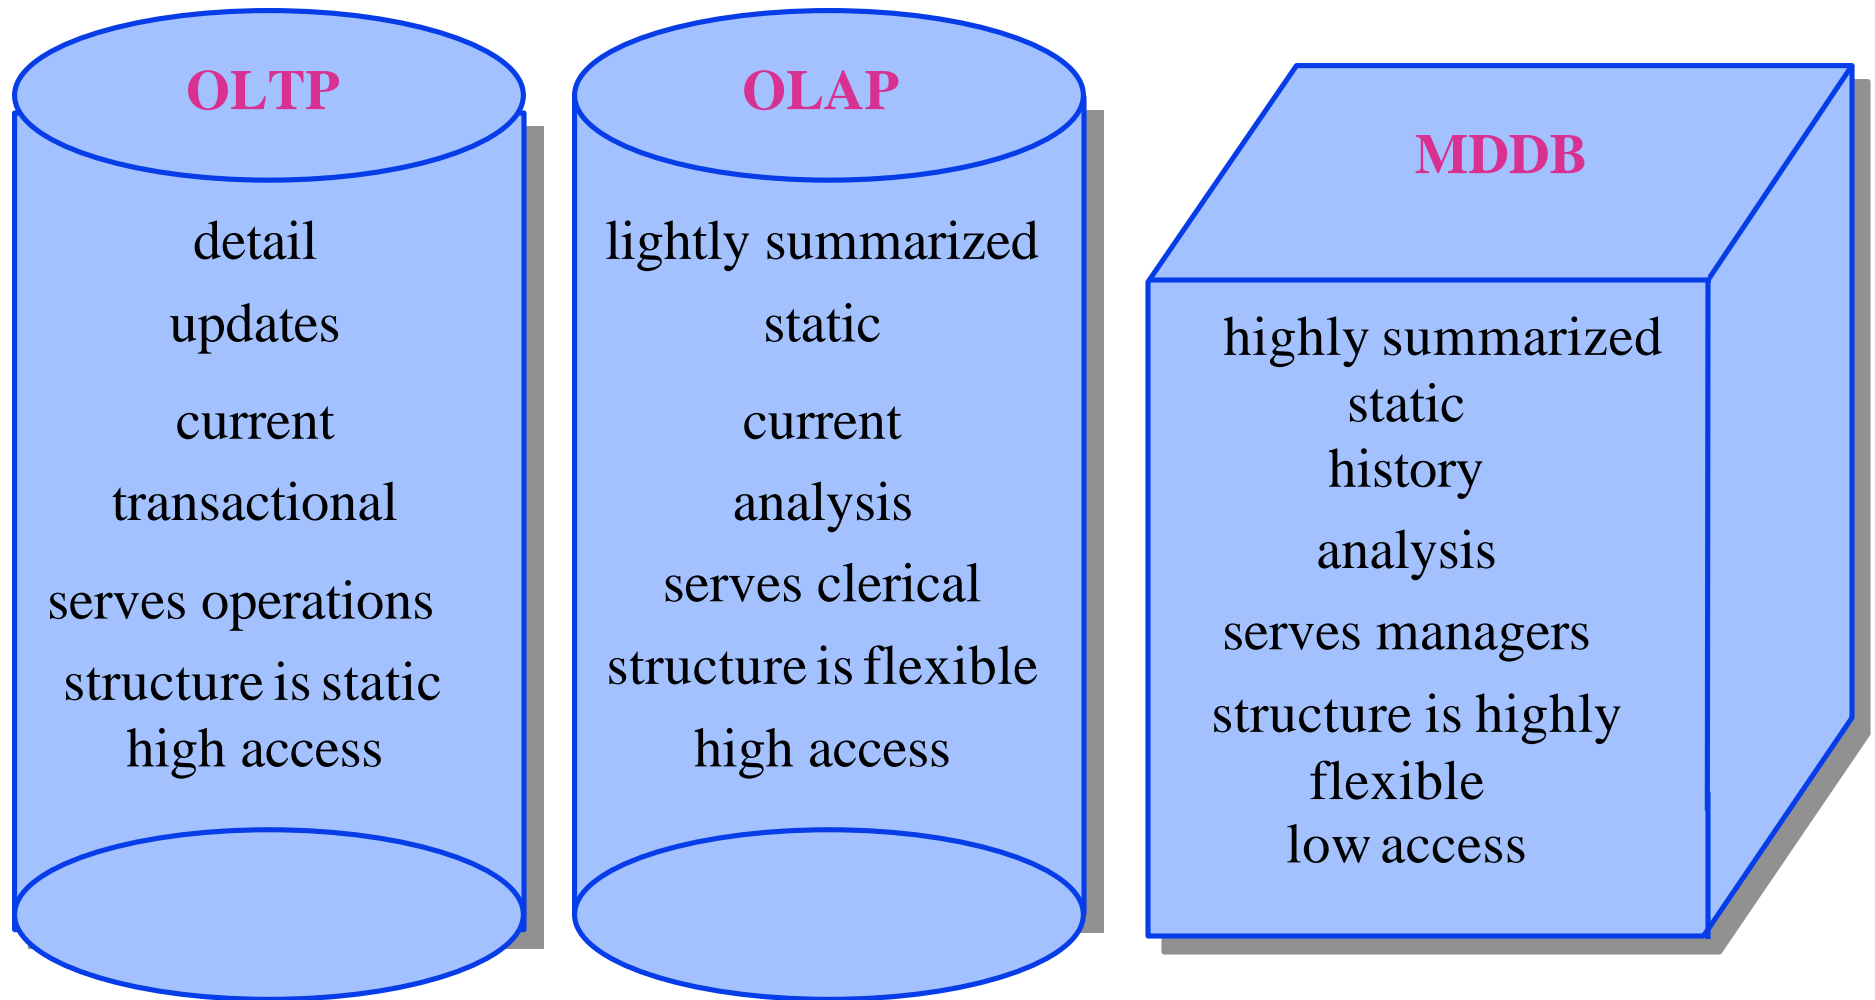 OLTP
detail
updates
current
transactional
serves operations
structure is static
high access
OLAP
lightly summarized
static
current
analysis
serves clerical
structure is flexible
high access
MDDB
highly summarized
static
history
analysis
serves managers
structure is highly
flexible
low access